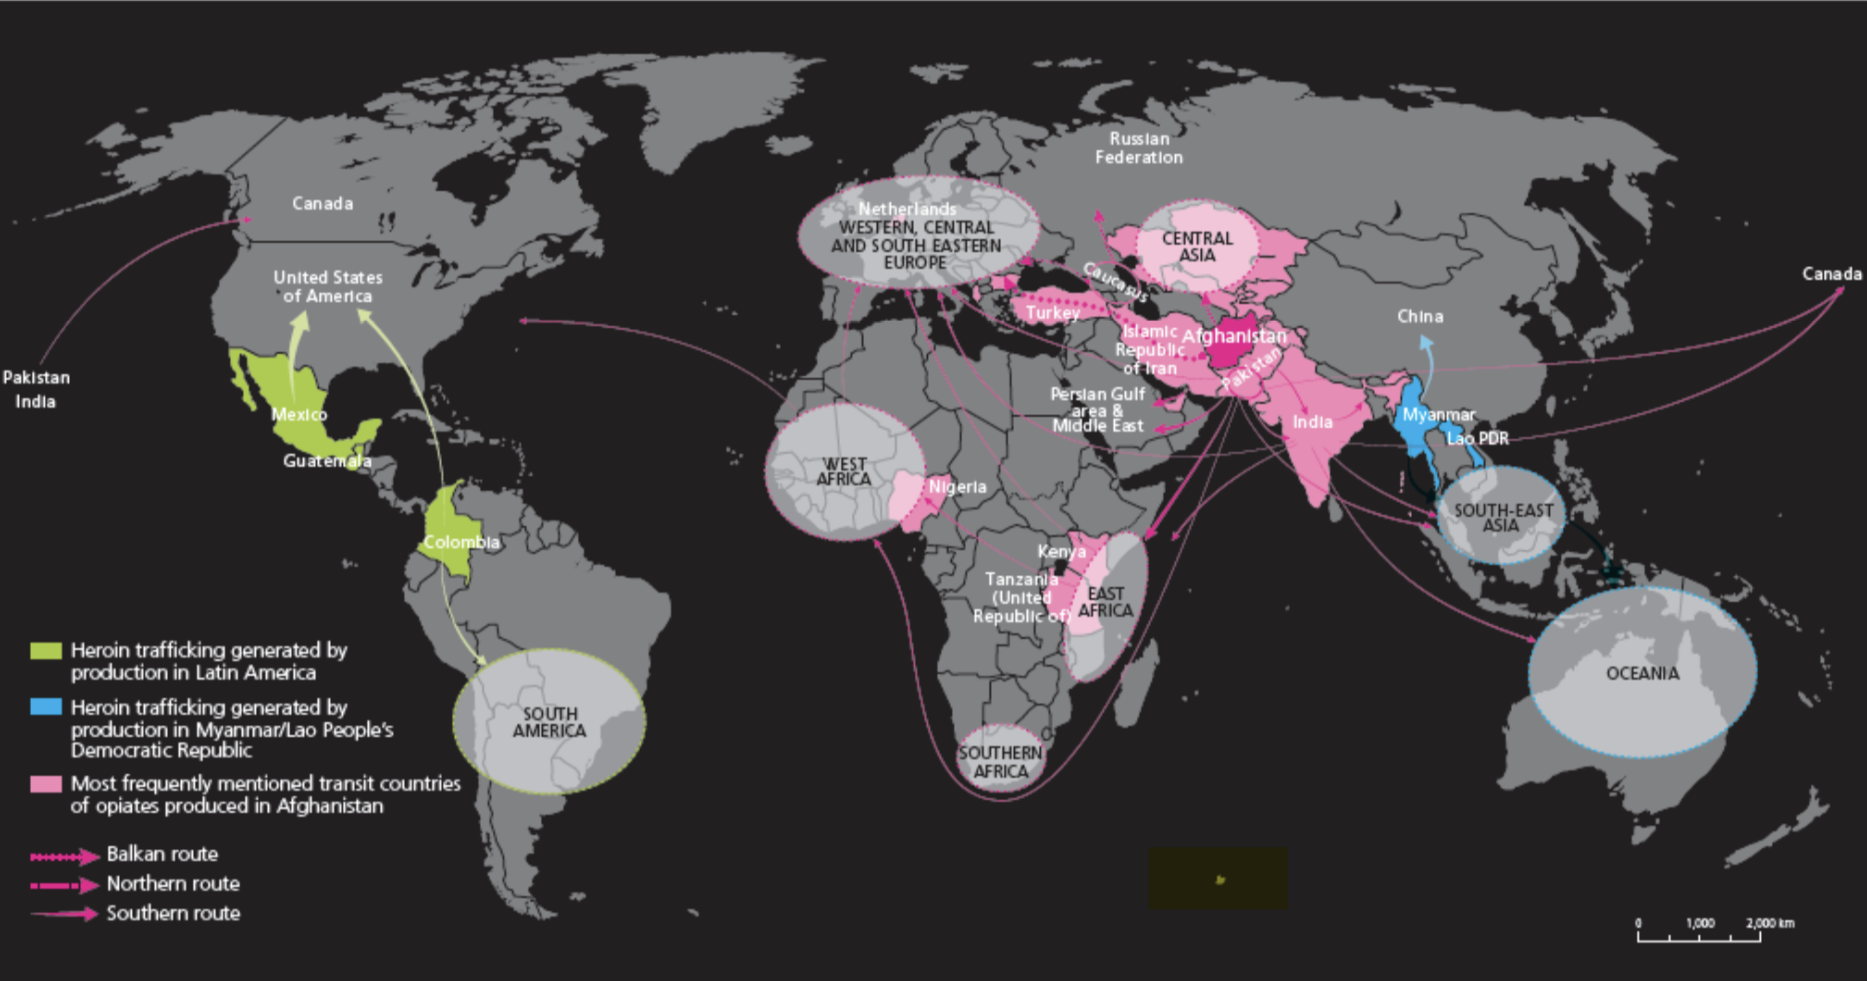 Russian
Federation
Canada
Netherlands
WESTERN, CENTRAL
AND SOUTH EASTERN
EUROPE
CENTRAL
ASIA
United States
of America
Caucasus
Canada
Turkey
China
Islamic
Republic
of Iran
Afghanistan
Pakistan
Pakistan
India
Persian Gulf
area &
Middle East
Mexico
India
Myanmar
Lao PDR
Guatemala
WEST
AFRICA
Nigeria
SOUTH-EAST
ASIA
Colombia
Kenya
Tanzania
(United
Republic of)
EAST
AFRICA
OCEANIA
SOUTH
AMERICA
SOUTHERN
AFRICA
Heroin trafficking generated by
production in Latin America
Heroin trafficking generated by
production in Myanmar/Lao People's
Democratic Republic
Most frequently mentioned transit countries
of opiates produced in Afghanistan
Balkan route
Northern route
Southern route
0 1,000 2,000 km